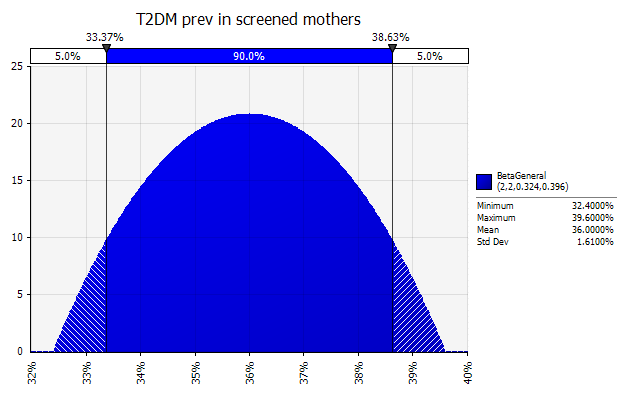 T2DM prev in screened mothers
33.37% 38.63%
5.0% 90.0% 5.0%
25
20
15
10
5
0
32% 33% 34% 35% 36% 37% 38% 39% 40%
BetaGeneral
(2,2,0.324,0.396)
Minimum 32.4000%
Maximum 39.6000%
Mean 36.0000%
Std Dev 1.6100%